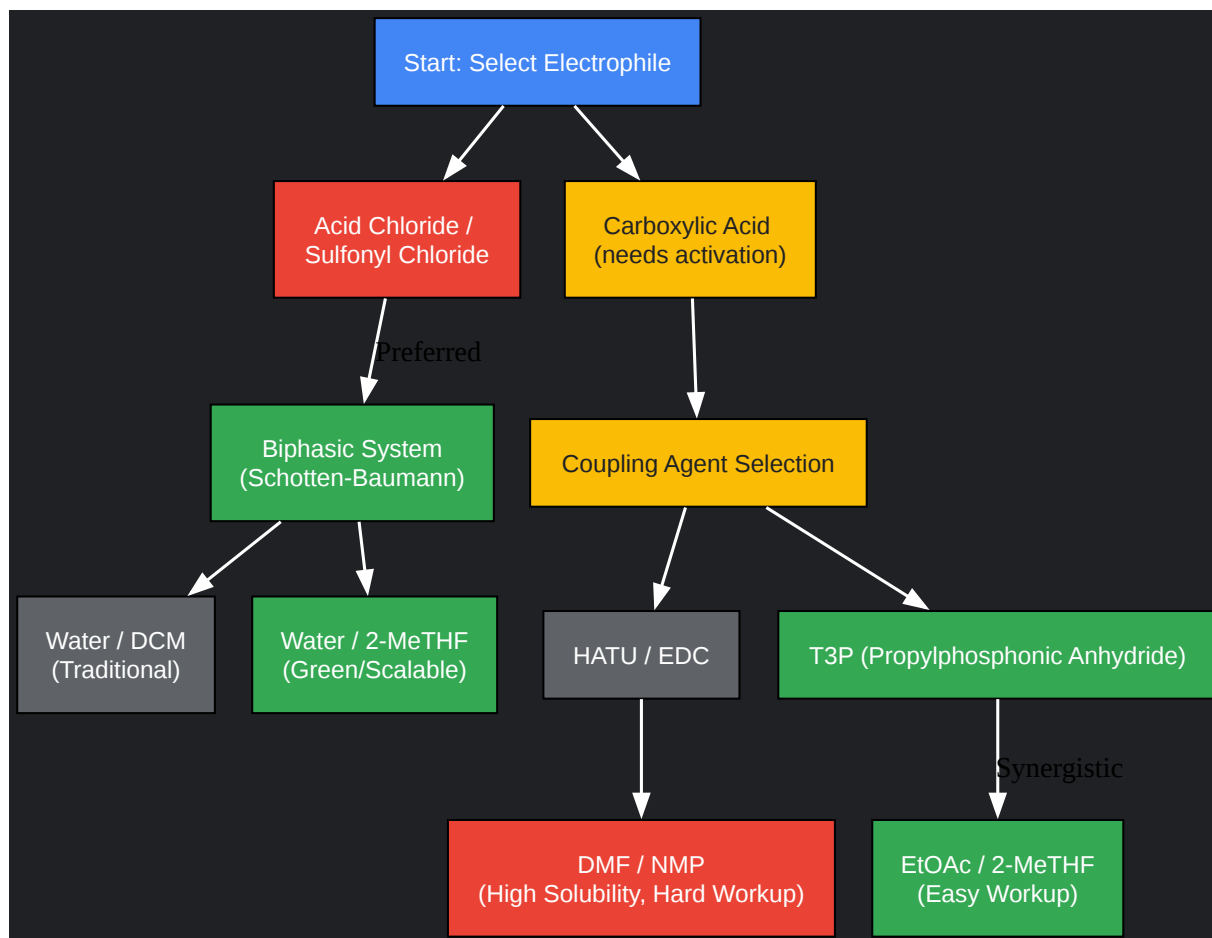 Start: Select Electrophile
Acid Chloride /
Sulfonyl Chloride
Carboxylic Acid
(needs activation)
Preferred
Biphasic System
(Schotten-Baumann)
Coupling Agent Selection
Water / DCM
(Traditional)
Water / 2-MeTHF
(Green/Scalable)
HATU / EDC
T3P (Propylphosphonic Anhydride)
Synergistic
DMF / NMP
(High Solubility, Hard Workup)
EtOAc / 2-MeTHF
(Easy Workup)